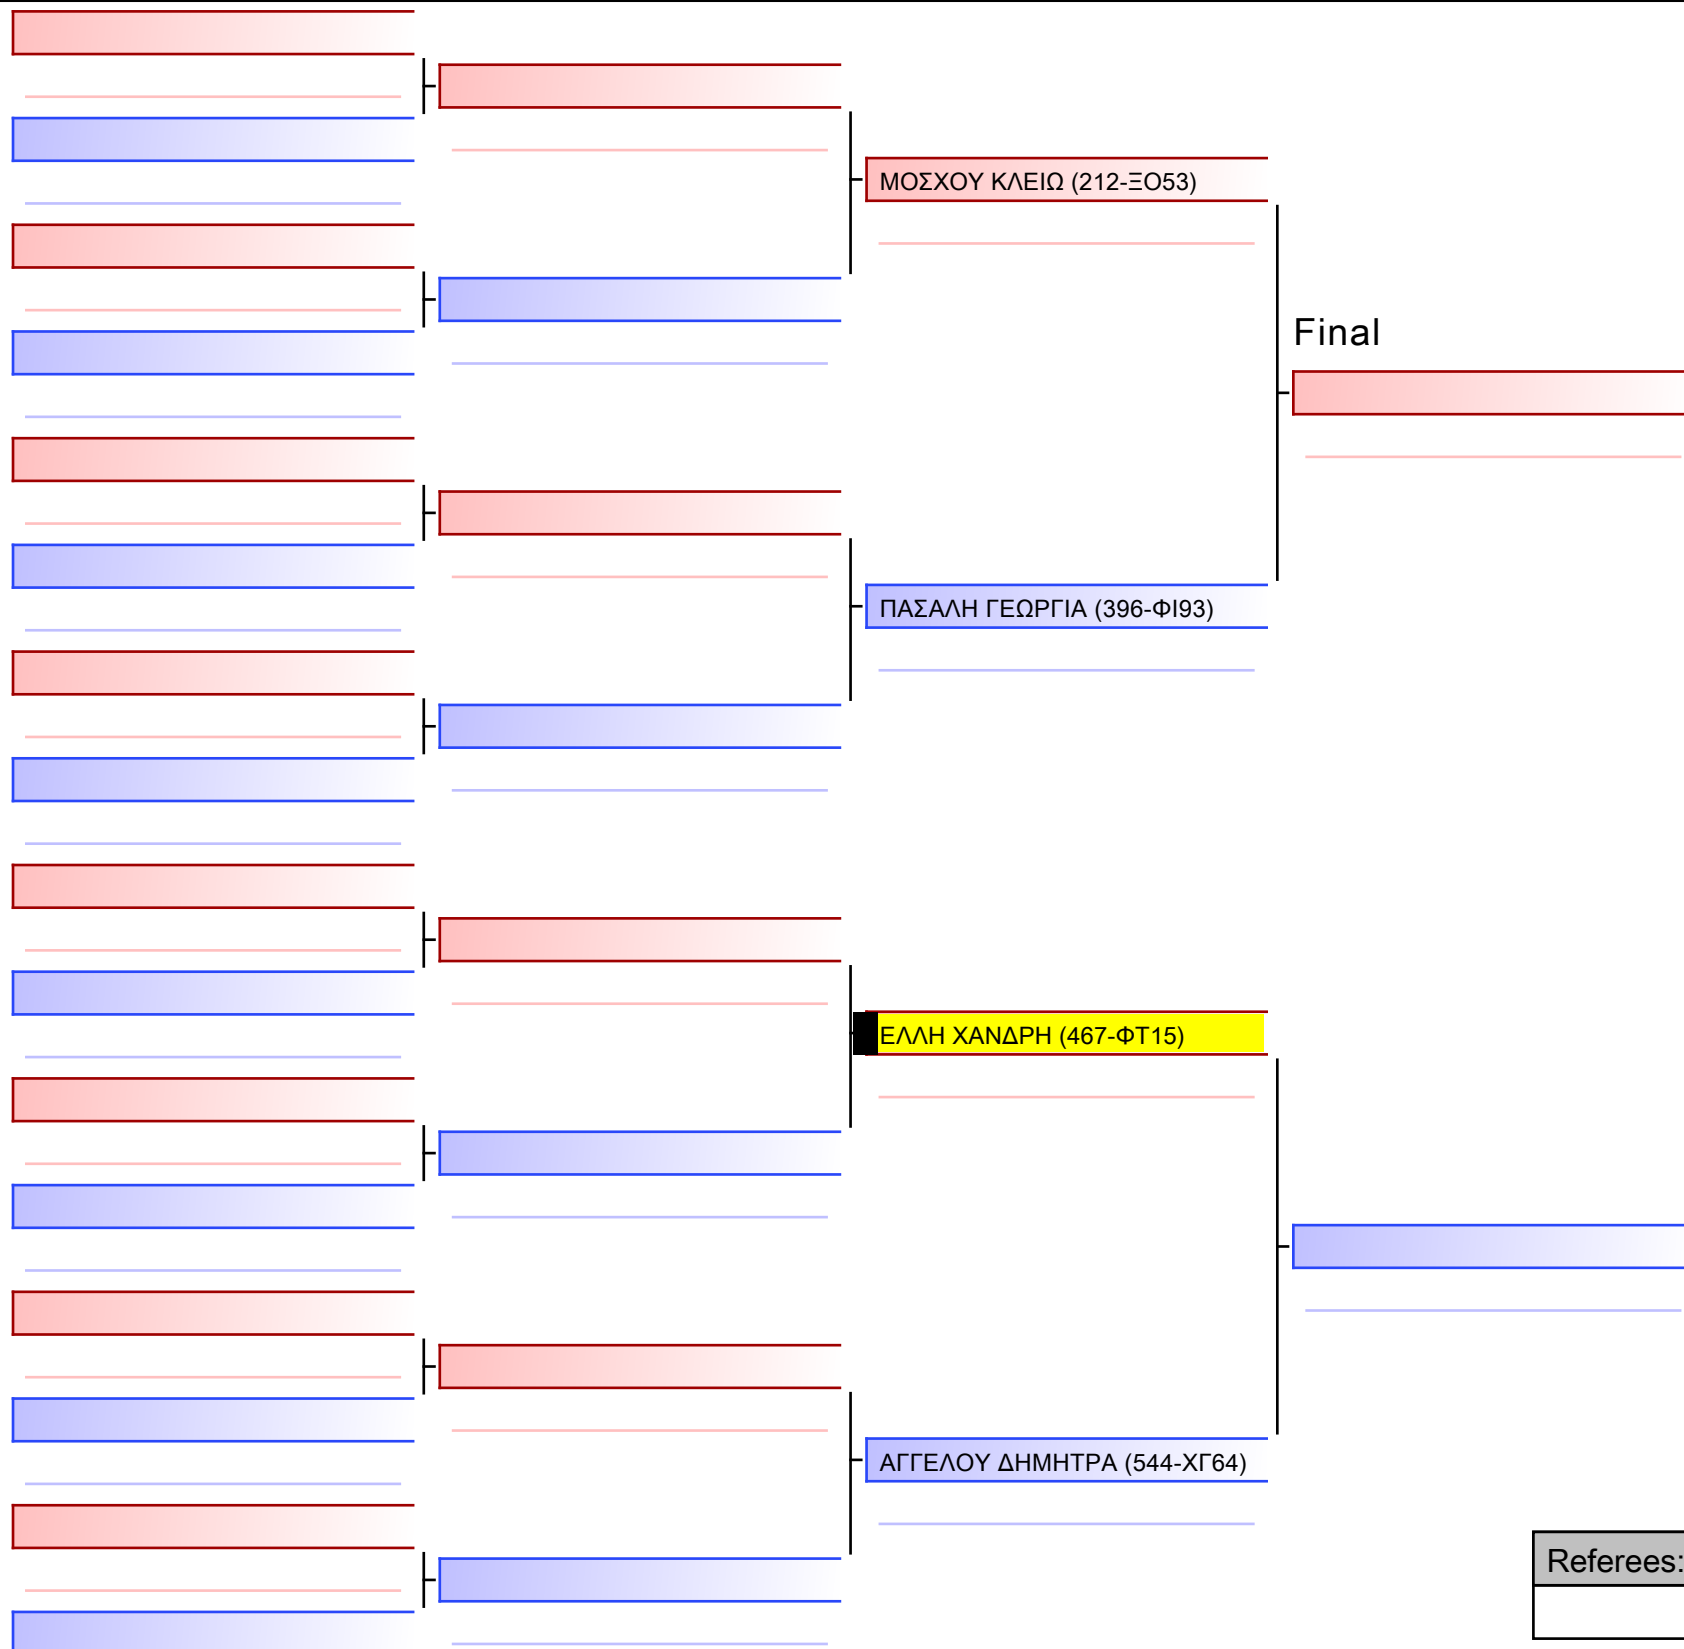 ΜΟΣΧΟΥ ΚΛΕΙΩ (212-ΞΟ53)
Final
ΠΑΣΑΛΗ ΓΕΩΡΓΙΑ (396-ΦΙ93)
ΕΛΛΗ ΧΑΝΔΡΗ (467-ΦΤ15)
ΑΓΓΕΛΟΥ ΔΗΜΗΤΡΑ (544-ΧΓ64)
Referees: